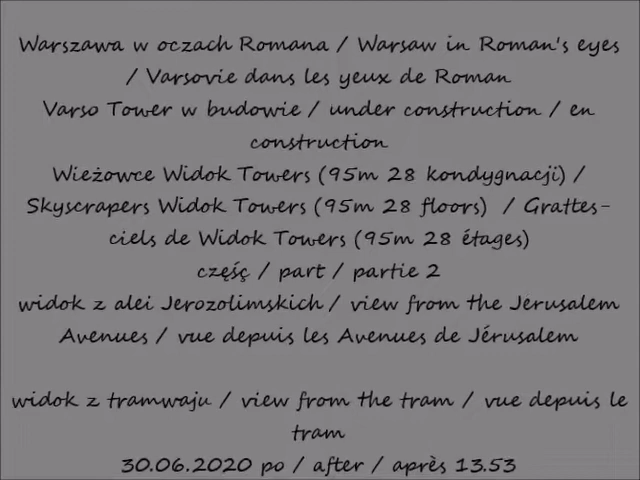 Warszawa w oczach Romana / Warsaw in Roman's eyes
/ Varsovie dans les yeux de Roman
Varso Tower w budowie / under construction / en
construction
Wieżowce Widok Towers (95m 28 kondygnacji) /
Skyscrapers Widok Towers (95m 28 floors) / Grattes-
ciels de Widok Towers (95m 28 étages)
częśç / part / partie 2
widok z alei Jerozolimskich / view from the Jerusalem
Avenues / vue depuis les Avenues de Jérusalem
widok z tramwaju / view from the tram / vue depuis le
tram
30.06.2020 po / after / après 13.53